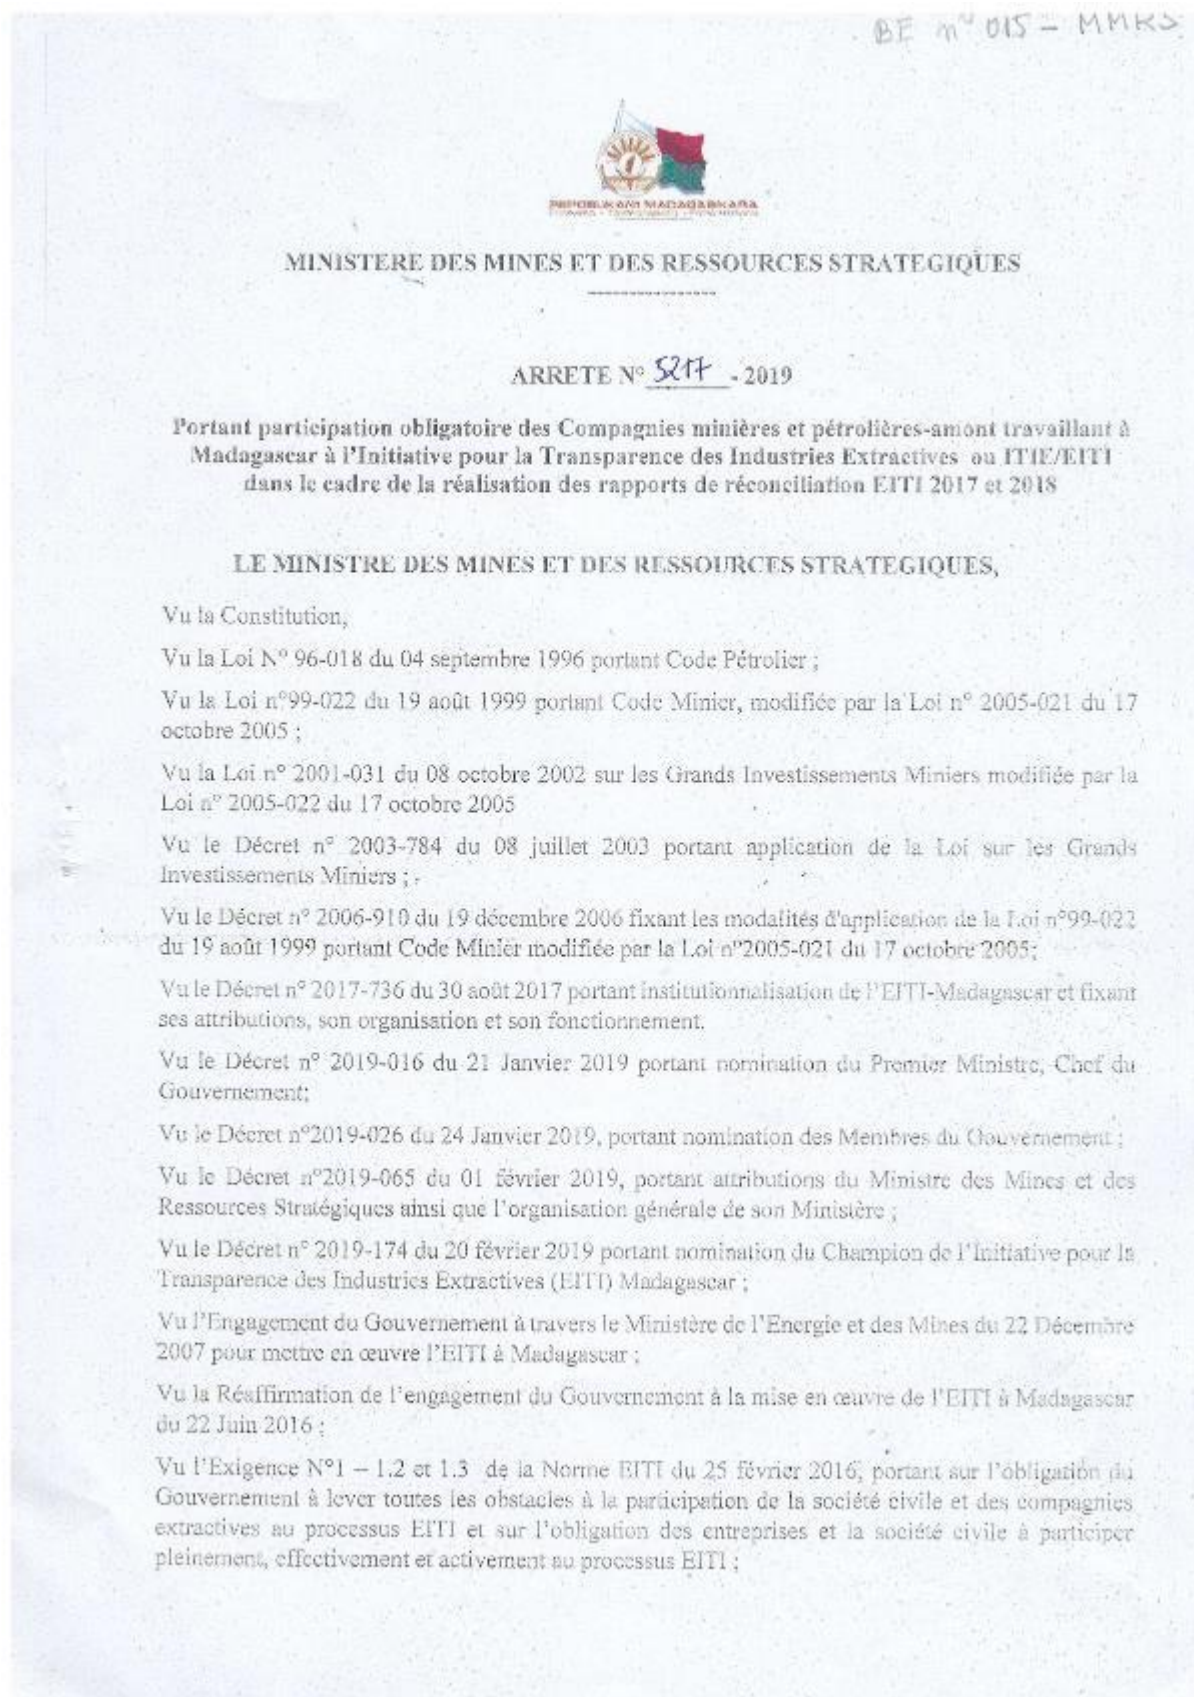 BE n° 015 - MMRS
REPOBLIKAN'I MADAGASIKARA
MINISTERE DES MINES ET DES RESSOURCES STRATEGIQUES
----------------
ARRETE N° 5217 - 2019
Portant participation obligatoire des Compagnies minières et pétrolières-amont travaillant à
Madagascar à l'Initiative pour la Transparence des Industries Extractives ou ITIE/EITI
dans le cadre de la réalisation des rapports de réconciliation EITI 2017 et 2018
LE MINISTRE DES MINES ET DES RESSOURCES STRATEGIQUES,
Vu la Constitution,
Vu la Loi N° 96-018 du 04 septembre 1996 portant Code Pétrolier ;
Vu la Loi n°99-022 du 19 août 1999 portant Code Minier, modifiée par la Loi n° 2005-021 du 17
octobre 2005 ;
Vu la Loi n° 2001-031 du 08 octobre 2002 sur les Grands Investissements Miniers modifiée par la
Loi n° 2005-022 du 17 octobre 2005
Vu le Décret n° 2003-784 du 08 juillet 2003 portant application de la Loi sur les Grands
Investissements Miniers ;
Vu le Décret n° 2006-910 du 19 décembre 2006 fixant les modalités d'application de la Loi n°99-022
du 19 août 1999 portant Code Minier modifiée par la Loi n°2005-021 du 17 octobre 2005;
Vu le Décret n° 2017-736 du 30 août 2017 portant institutionnalisation de l'EITI-Madagascar et fixant
ses attributions, son organisation et son fonctionnement.
Vu le Décret n° 2019-016 du 21 Janvier 2019 portant nomination du Premier Ministre, Chef du
Gouvernement;
Vu le Décret n°2019-026 du 24 Janvier 2019, portant nomination des Membres du Gouvernement ;
Vu le Décret n°2019-065 du 01 février 2019, portant attributions du Ministre des Mines et des
Ressources Stratégiques ainsi que l'organisation générale de son Ministère ;
Vu le Décret n° 2019-174 du 20 février 2019 portant nomination du Champion de l'Initiative pour la
Transparence des Industries Extractives (EITI) Madagascar ;
Vu l'Engagement du Gouvernement à travers le Ministère de l'Energie et des Mines du 22 Décembre
2007 pour mettre en œuvre l'EITI à Madagascar ;
Vu la Réaffirmation de l'engagement du Gouvernement à la mise en œuvre de l'EITI à Madagascar
du 22 Juin 2016 ;
Vu l'Exigence N°1 – 1.2 et 1.3 de la Norme EITI du 25 février 2016, portant sur l'obligation du
Gouvernement à lever toutes les obstacles à la participation de la société civile et des compagnies
extractives au processus EITI et sur l'obligation des entreprises et la société civile à participer
pleinement, effectivement et activement au processus EITI ;